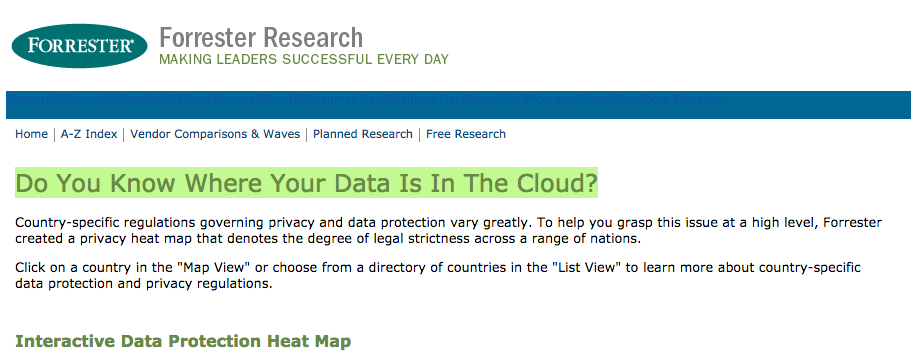 FORRESTER®
Forrester Research
MAKING LEADERS SUCCESSFUL EVERY DAY
ResearchCommunityAnalystsTeleconferencesEventsConsumer DataBusiness DataExecutive ProgramsConsultingAbout Forrester
Home | A-Z Index | Vendor Comparisons & Waves | Planned Research | Free Research
Do You Know Where Your Data Is In The Cloud?
Country-specific regulations governing privacy and data protection vary greatly. To help you grasp this issue at a high level, Forrester
created a privacy heat map that denotes the degree of legal strictness across a range of nations.
Click on a country in the "Map View" or choose from a directory of countries in the "List View" to learn more about country-specific
data protection and privacy regulations.
Interactive Data Protection Heat Map